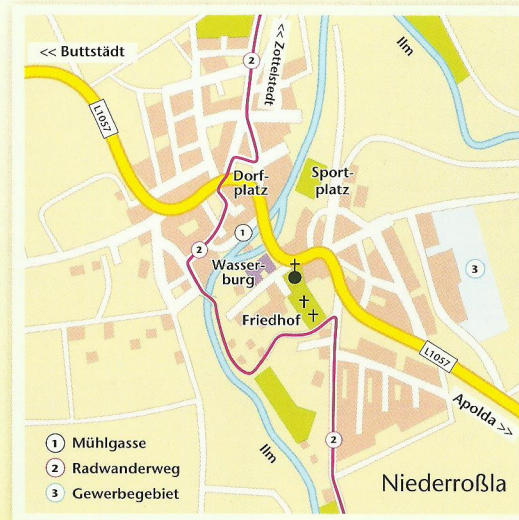 << Buttstädt
<< Zottelstedt
Ilm
2
L1057
Dorf-
platz
Sport-
platz
1
2
Wasser-
burg
3
Friedhof
L1057
Apolda >>
2
Ilm
1 Mühlgasse
2 Radwanderweg
3 Gewerbegebiet
Niederroßla